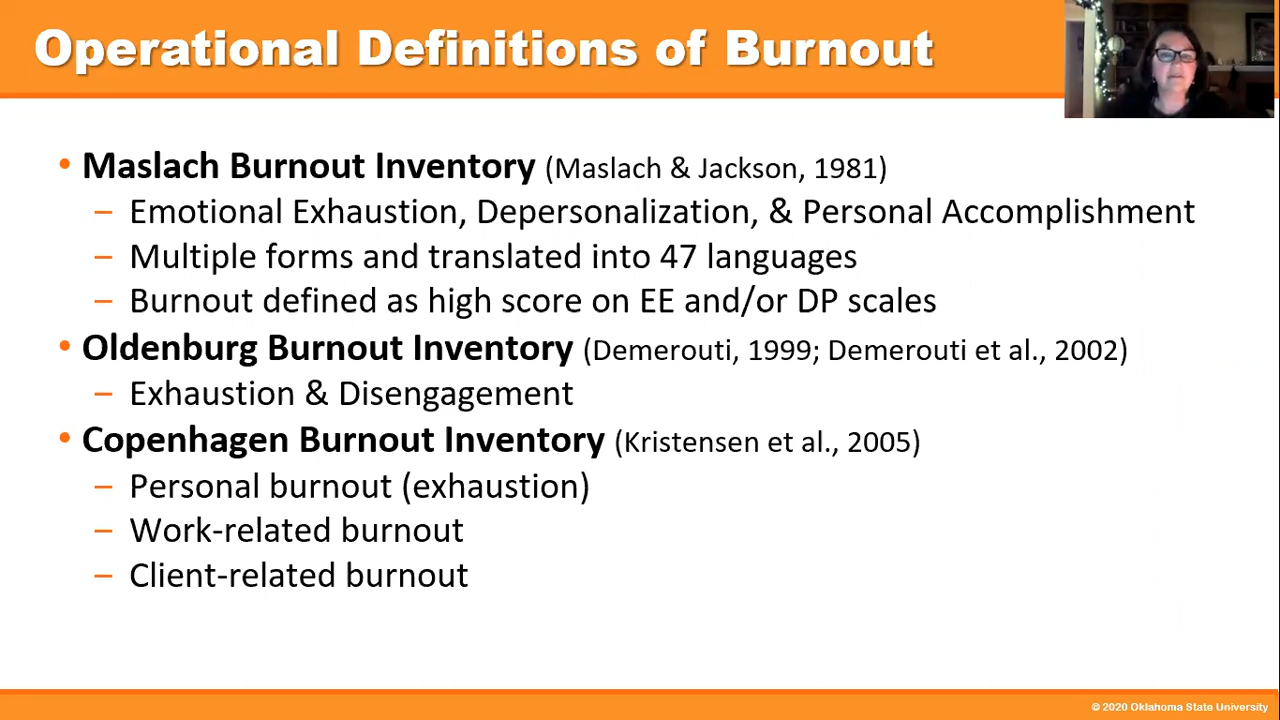 Operational Definitions of Burnout
• Maslach Burnout Inventory (Maslach & Jackson, 1981)
– Emotional Exhaustion, Depersonalization, & Personal Accomplishment
– Multiple forms and translated into 47 languages
– Burnout defined as high score on EE and/or DP scales
• Oldenburg Burnout Inventory (Demerouti, 1999; Demerouti et al., 2002)
– Exhaustion & Disengagement
• Copenhagen Burnout Inventory (Kristensen et al., 2005)
– Personal burnout (exhaustion)
– Work-related burnout
– Client-related burnout
© 2020 Oklahoma State University